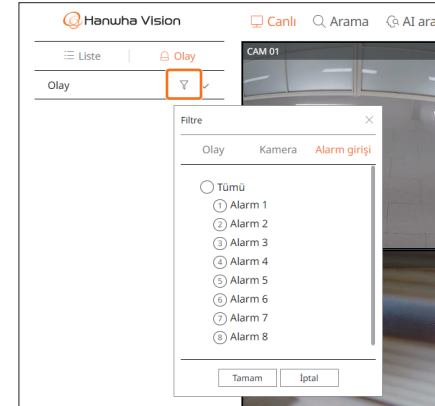 Hanwha Vision
Canlı Arama AI ara
Liste Olay
CAM 01
Olay
Filtre
Olay Kamera Alarm girişi
Tümü
1 Alarm 1
2 Alarm 2
3 Alarm 3
4 Alarm 4
5 Alarm 5
6 Alarm 6
7 Alarm 7
8 Alarm 8
Tamam İptal